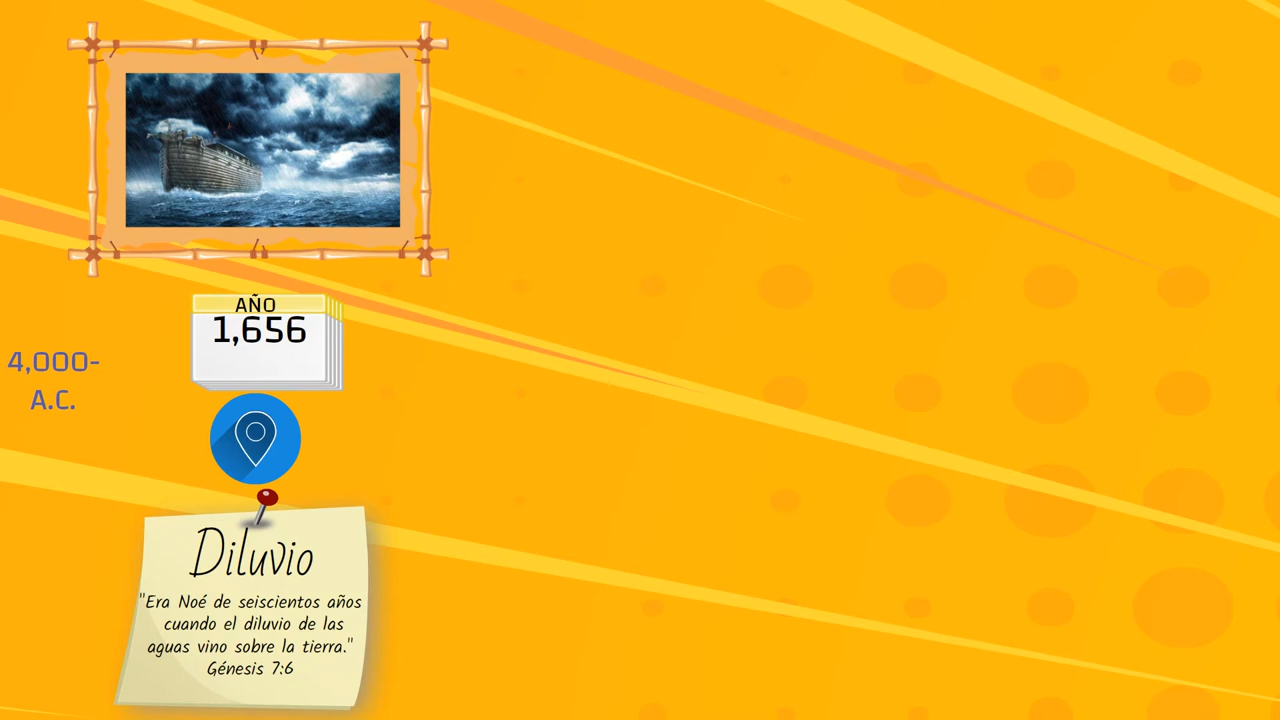 AÑO
1,656
4,000-
A.C.
Diluvio
"Era Noé de seiscientos años
cuando el diluvio de las
aguas vino sobre la tierra."
Génesis 7:6